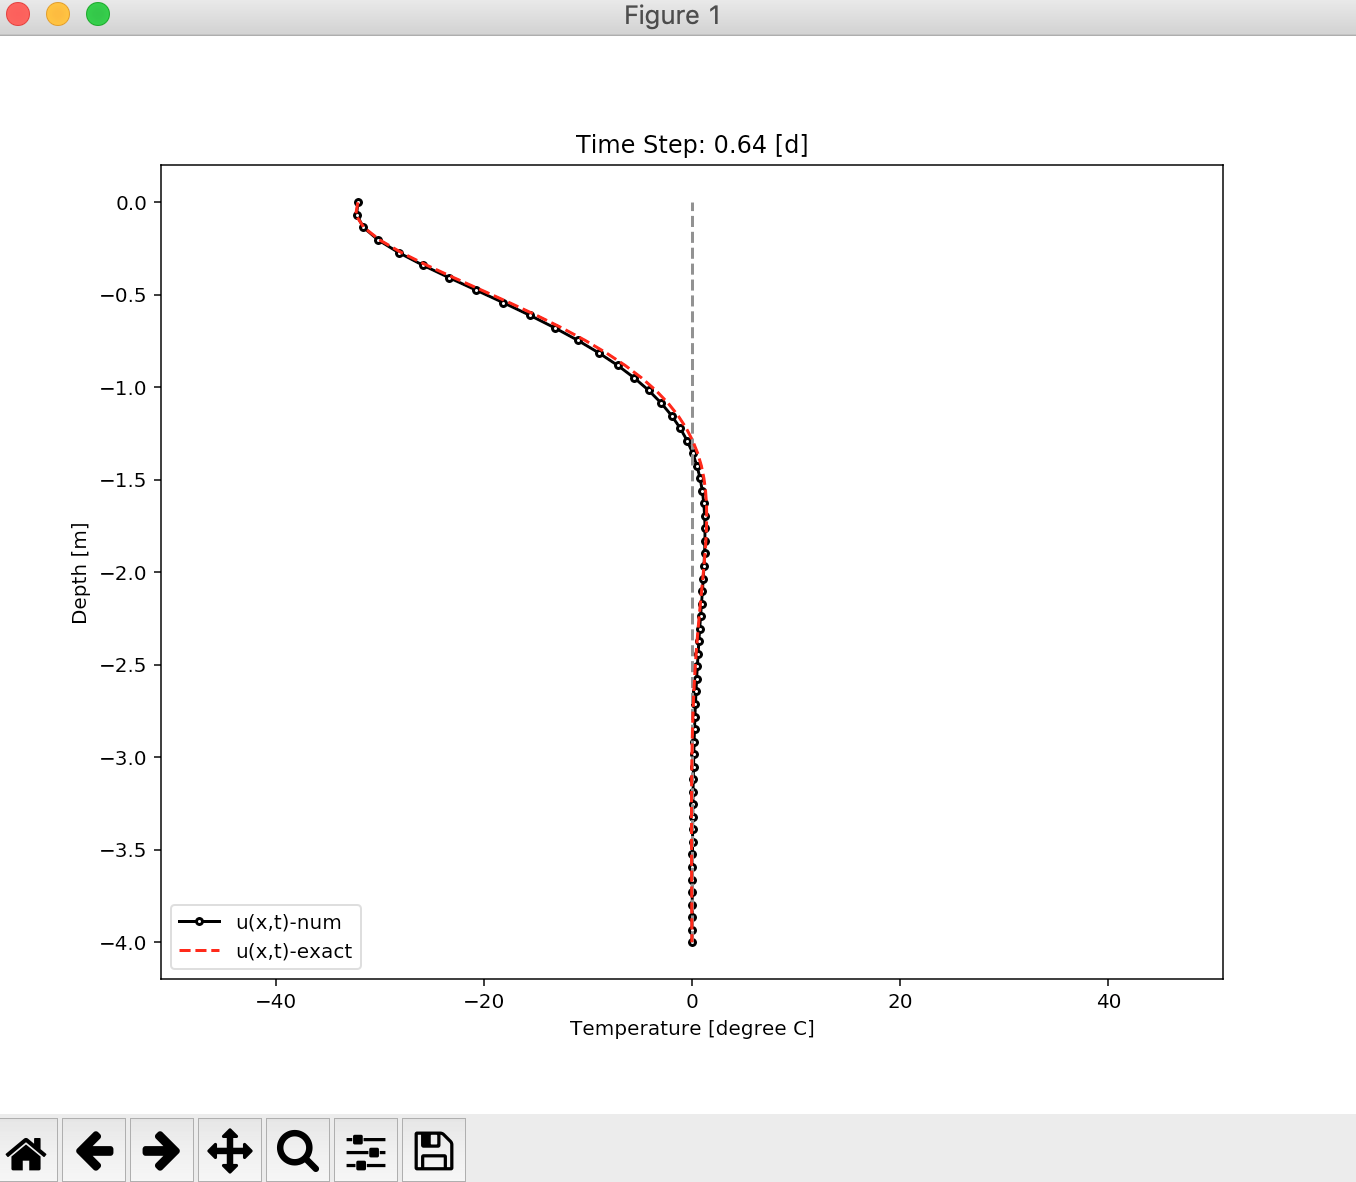 Figure 1
Time Step: 0.64 [d]
0.0
−0.5
−1.0
−1.5
−2.0
−2.5
−3.0
−3.5
−4.0
Depth [m]
u(x,t)-num
u(x,t)-exact
−40 −20 0 20 40
Temperature [degree C]